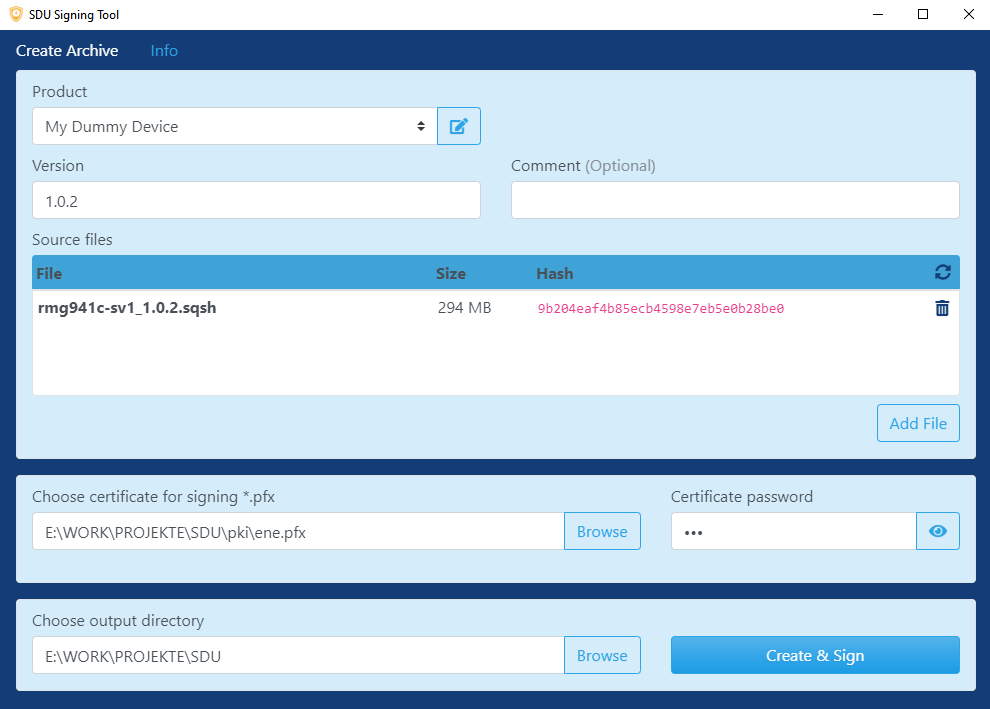 SDU Signing Tool
Create Archive Info
Product
My Dummy Device
Version Comment (Optional)
1.0.2
Source files
File Size Hash
rmg941c-sv1_1.0.2.sqsh 294 MB 9b204eaf4b85ecb4598e7eb5e0b28be0
Add File
Choose certificate for signing *.pfx Certificate password
E:\WORK\PROJEKTE\SDU\pki\ene.pfx Browse •••
Choose output directory
E:\WORK\PROJEKTE\SDU Browse Create & Sign